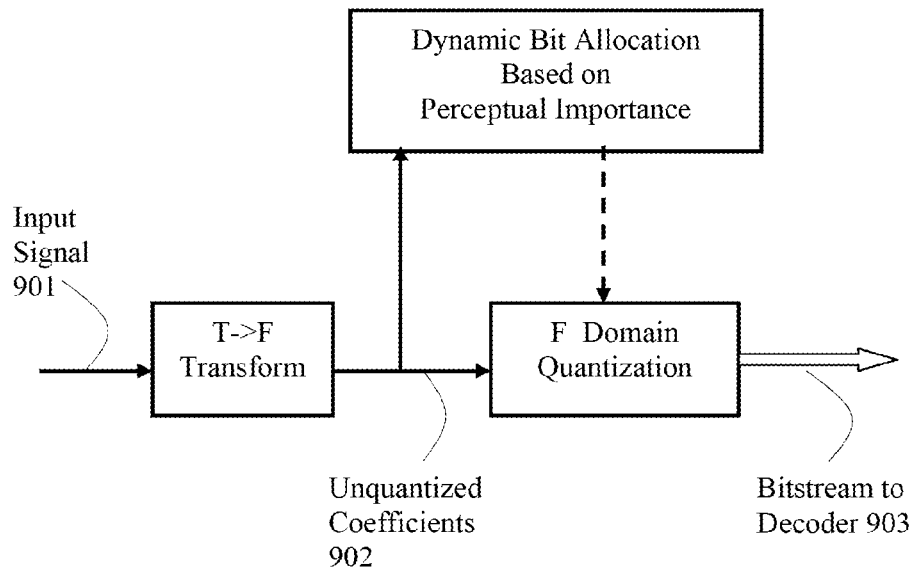 Dynamic Bit Allocation
Based on
Perceptual Importance
Input
Signal
901
T->F
Transform
F Domain
Quantization
Unquantized
Coefficients
902
Bitstream to
Decoder 903